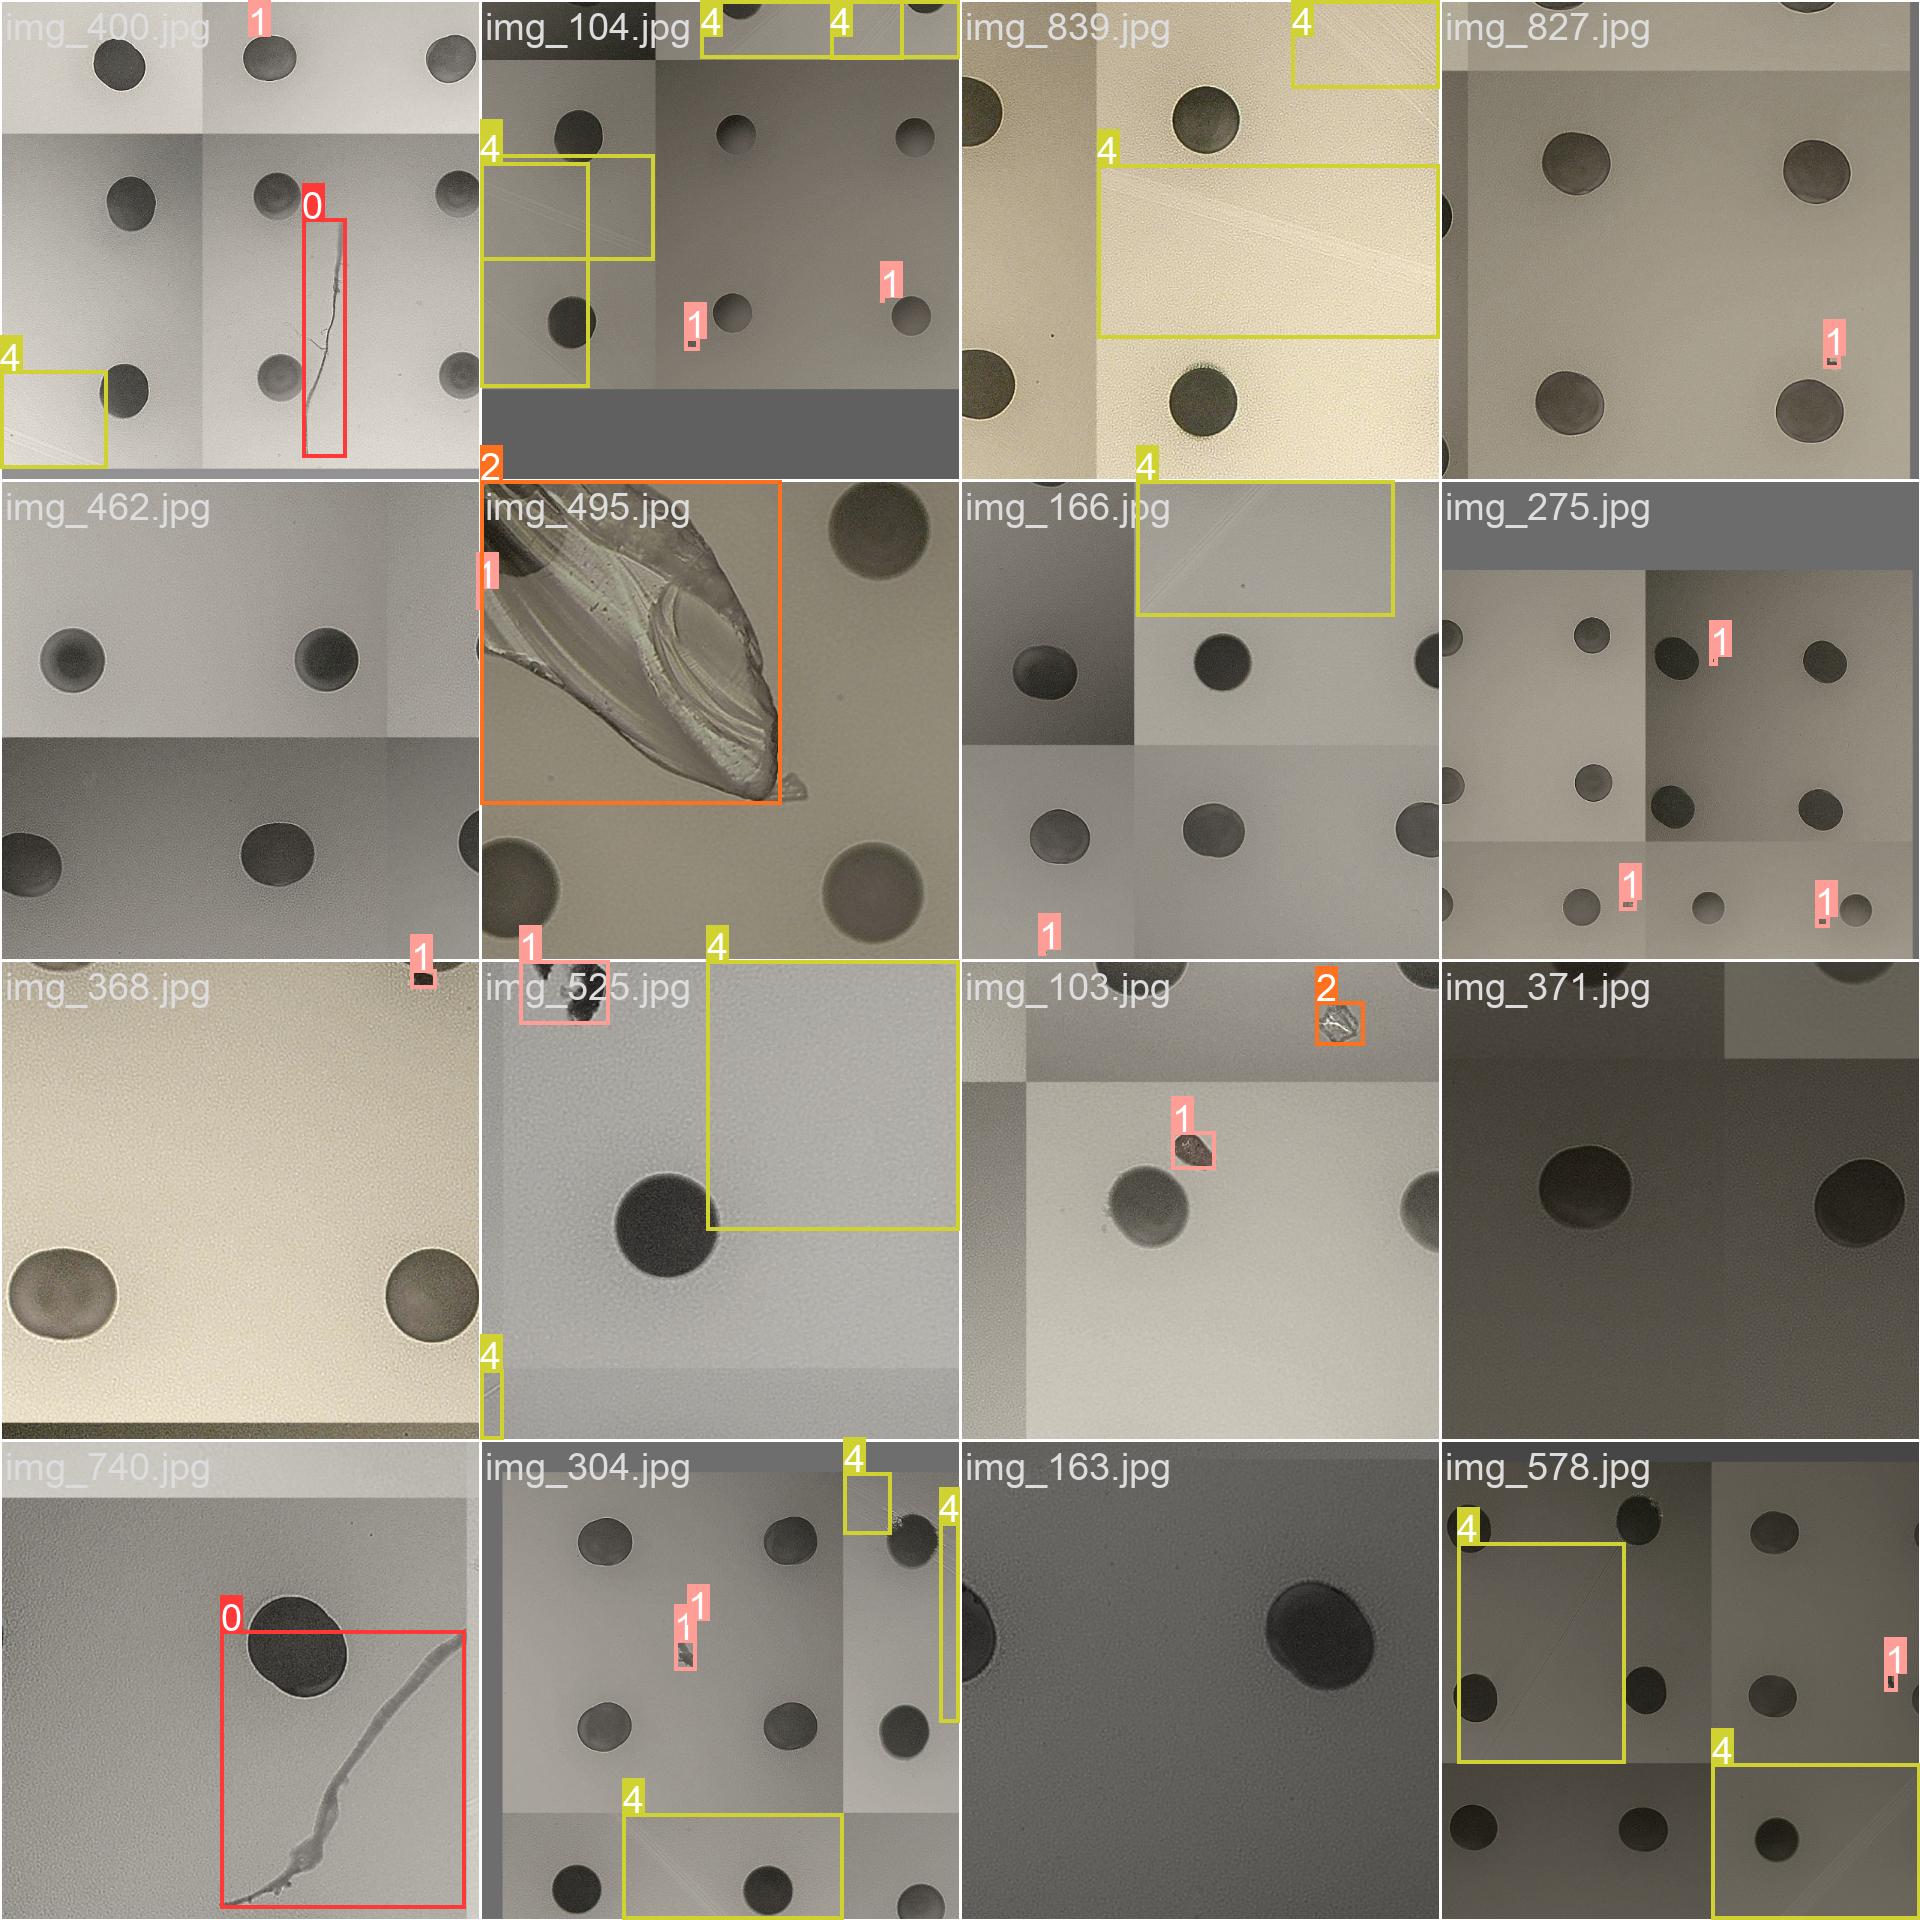 img_400.jpg 1 img_104.jpg 4 4 img_839.jpg 4 img_827.jpg
4 4
0 1 1 1
4
img_462.jpg 2 img_495.jpg 4 img_166.jpg img_275.jpg
1 1
1 1 1
1 1 4
img_368.jpg img_525.jpg img_103.jpg 2 img_371.jpg
1
4
img_740.jpg img_304.jpg 4 img_163.jpg img_578.jpg
4 4
0 1 1 1
4 4